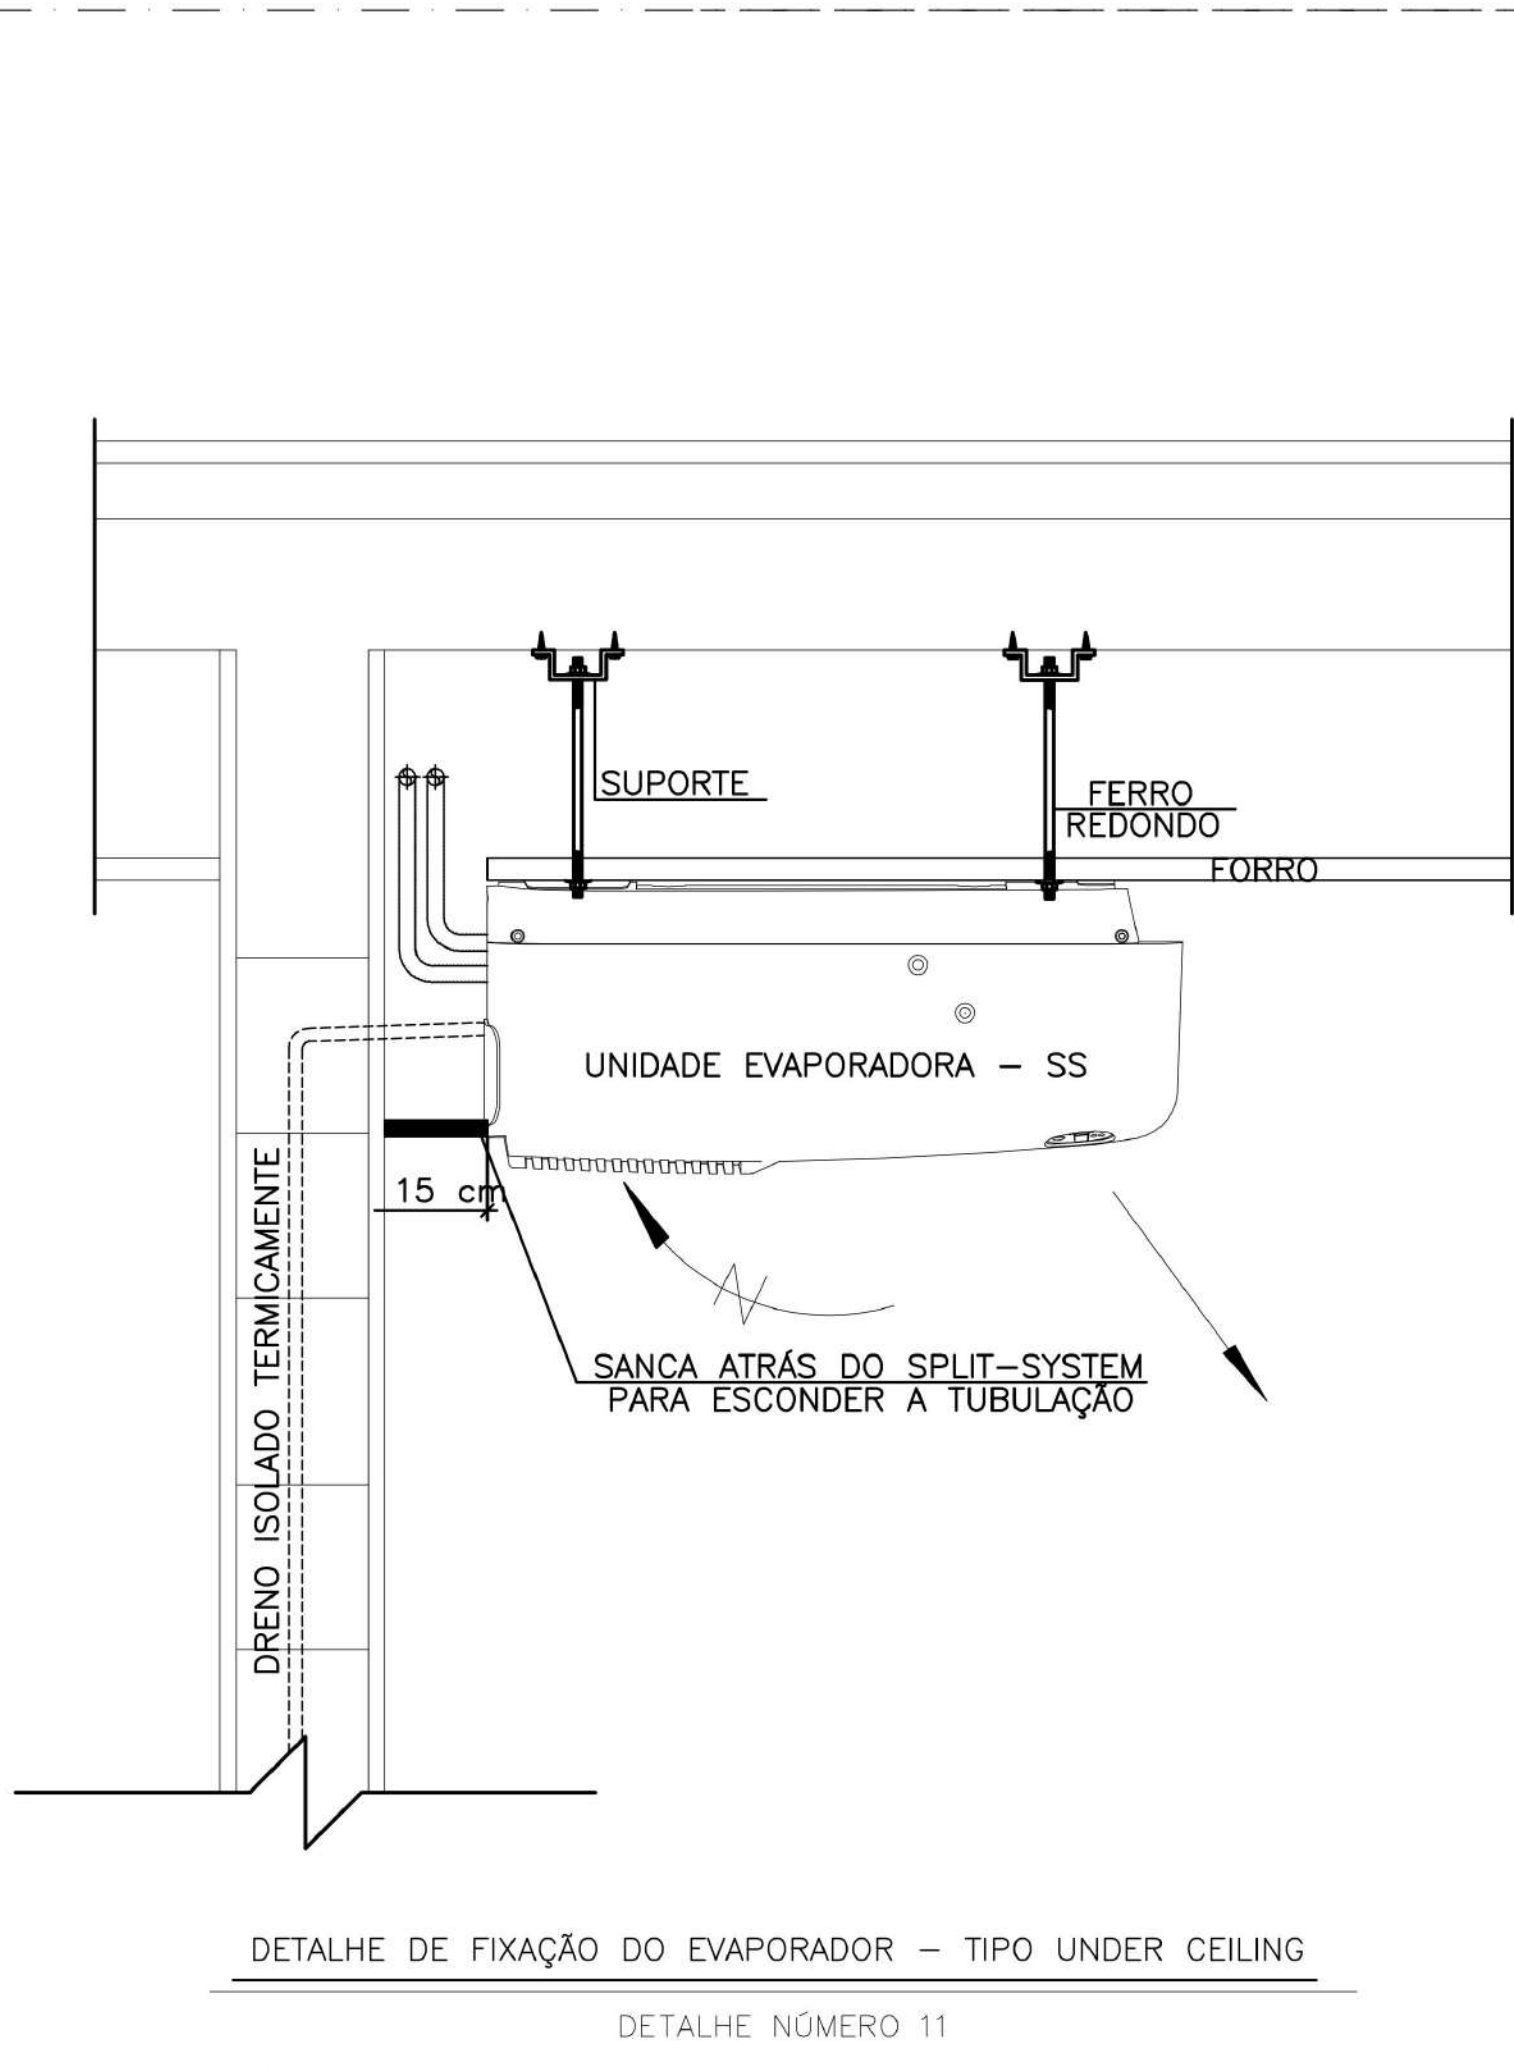 SUPORTE
FERRO
REDONDO
FORRO
UNIDADE EVAPORADORA - SS
15 cm
DRENO ISOLADO TERMICAMENTE
SANCA ATRÁS DO SPLIT-SYSTEM
PARA ESCONDER A TUBULAÇÃO
DETALHE DE FIXAÇÃO DO EVAPORADOR - TIPO UNDER CEILING
DETALHE NÚMERO 11